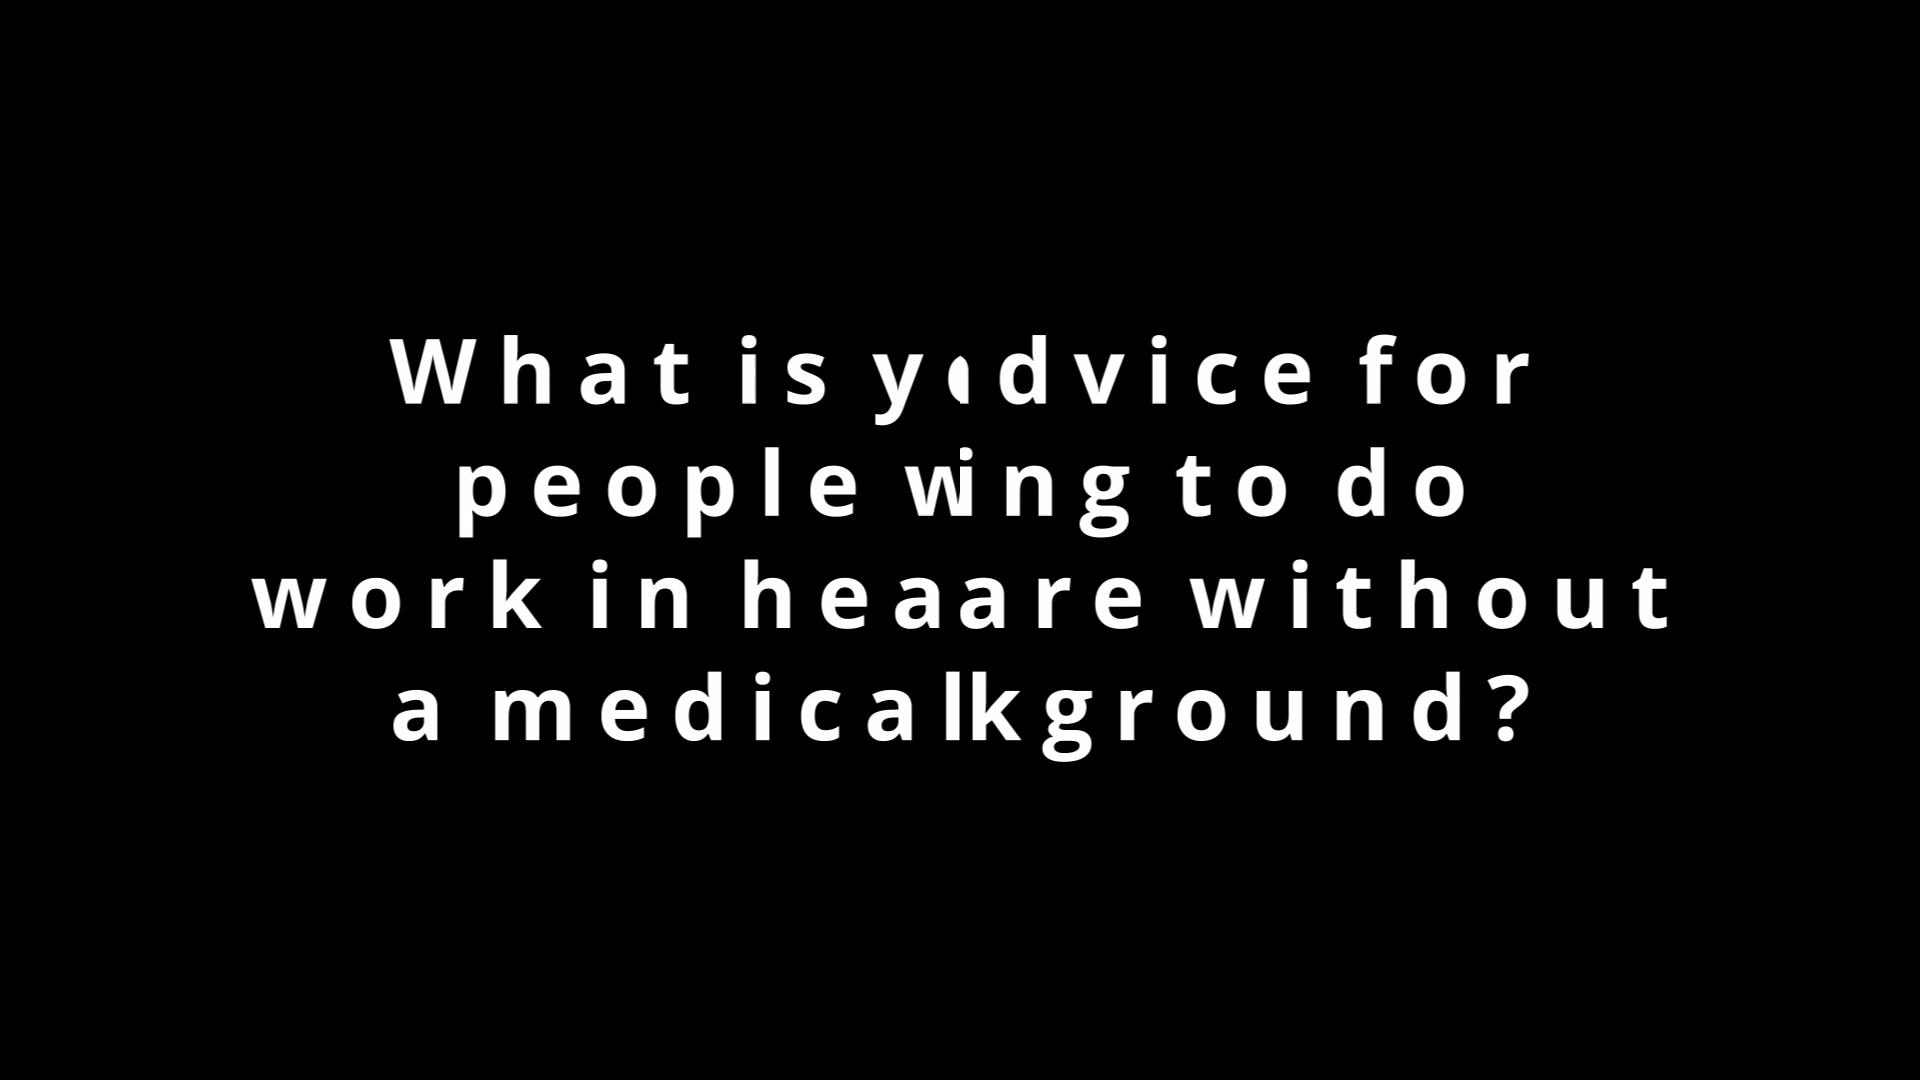 What is y dvice for
people wing to do
work in heaare without
a medicalkground?